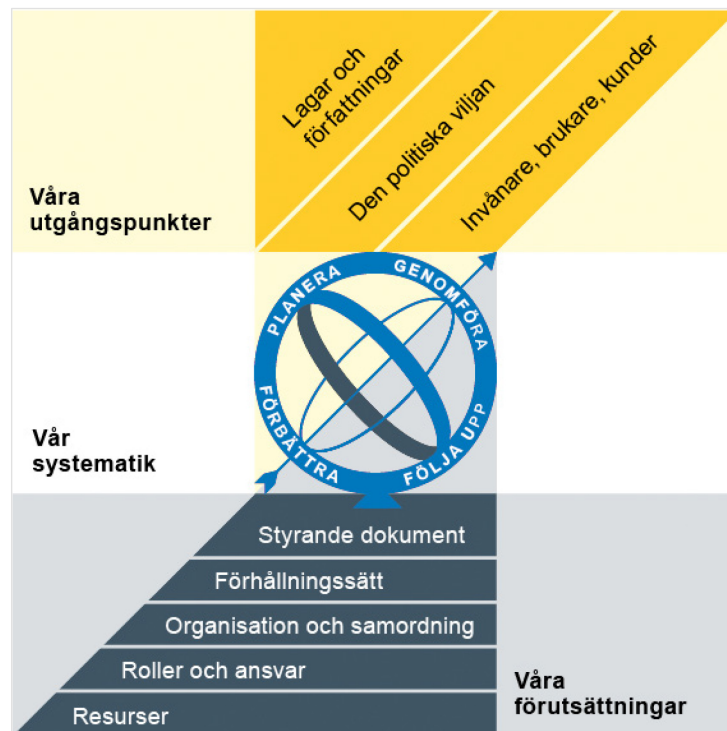 Lagar och
författningar
Den politiska viljan
Invånare, brukare, kunder
Våra
utgångspunkter
PLANERA
GENOMFÖRA
FÖLJA UPP
FÖRBÄTTRA
Vår
systematik
Styrande dokument
Förhållningssätt
Organisation och samordning
Roller och ansvar
Resurser
Våra
förutsättningar